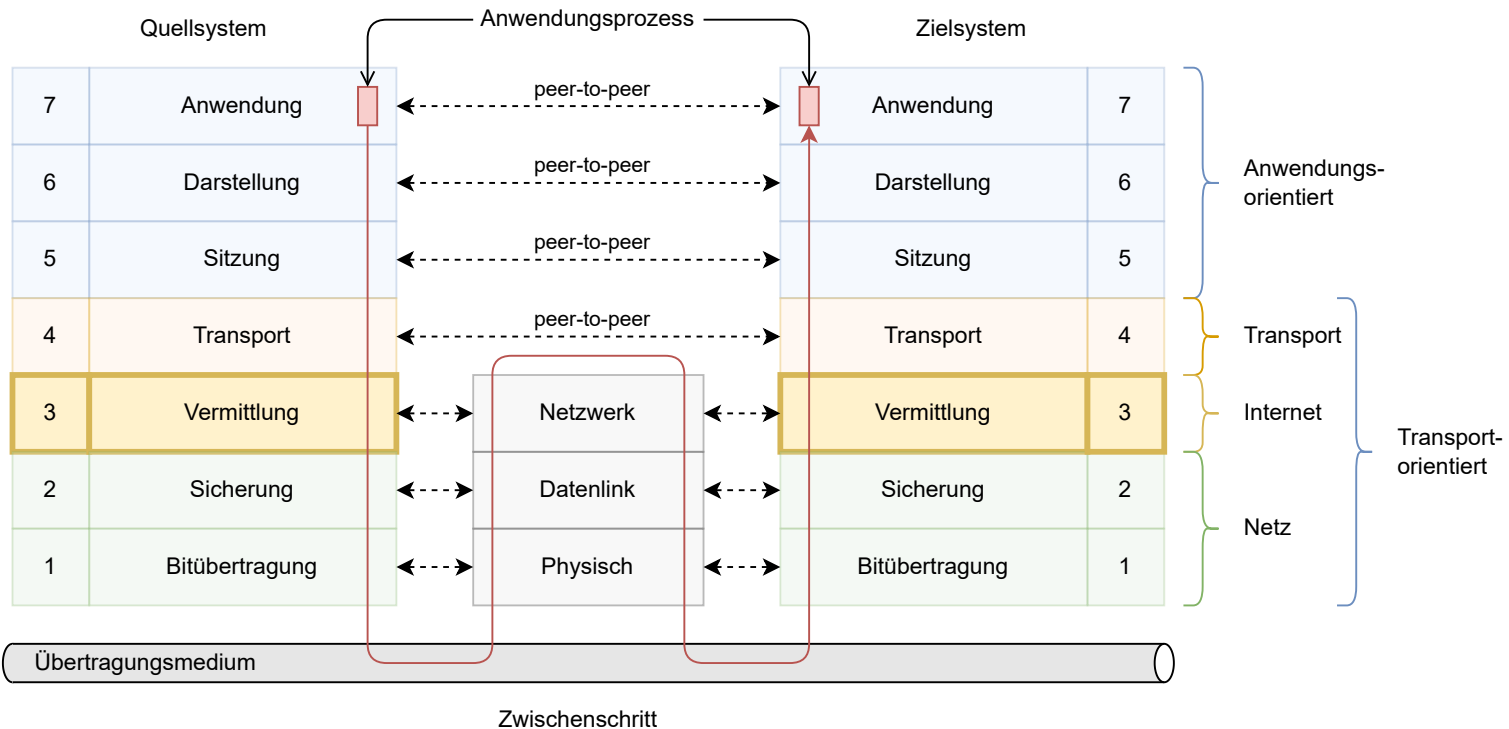 Anwendungsprozess
Quellsystem
Zielsystem
7 Anwendung peer-to-peer Anwendung 7
6 Darstellung peer-to-peer Darstellung 6
Anwendungs-
orientiert
5 Sitzung peer-to-peer Sitzung 5
4 Transport peer-to-peer Transport 4 Transport
3 Vermittlung Netzwerk Vermittlung 3 Internet
Transport-
orientiert
2 Sicherung Datenlink Sicherung 2
Netz
1 Bitübertragung Physisch Bitübertragung 1
Übertragungsmedium
Zwischenschritt